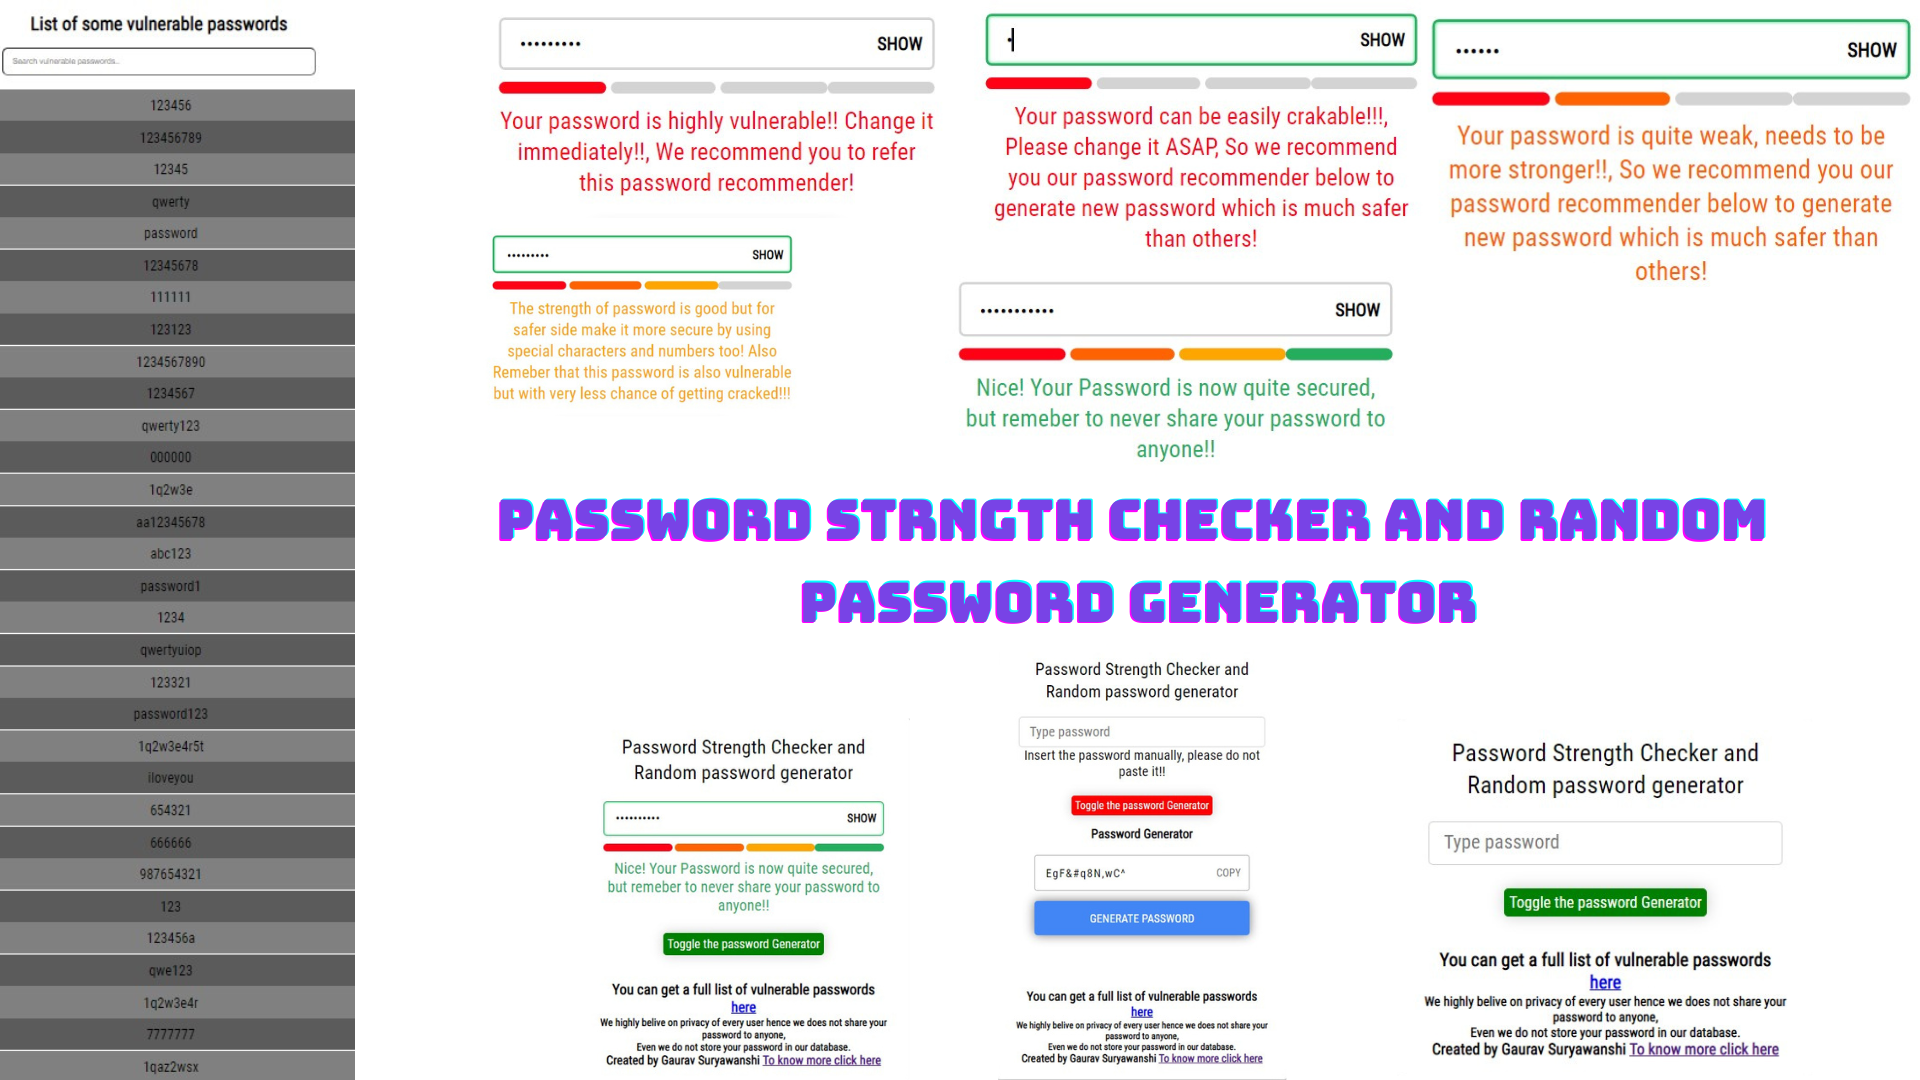 List of some vulnerable passwords
Search vulnerable passwords..
123456
123456789
12345
qwerty
password
12345678
111111
123123
1234567890
1234567
qwerty123
000000
1q2w3e
aa12345678
abc123
password1
1234
qwertyuiop
123321
password123
1q2w3e4r5t
iloveyou
654321
666666
987654321
123
123456a
qwe123
1q2w3e4r
7777777
1qaz2wsx
SHOW
Your password is highly vulnerable!! Change it
immediately!!, We recommend you to refer
this password recommender!
SHOW
Your password can be easily crakable!!!,
Please change it ASAP, So we recommend
you our password recommender below to
generate new password which is much safer
than others!
SHOW
Your password is quite weak, needs to be
more stronger!!, So we recommend you our
password recommender below to generate
new password which is much safer than
others!
SHOW
The strength of password is good but for
safer side make it more secure by using
special characters and numbers too! Also
Remeber that this password is also vulnerable
but with very less chance of getting cracked!!!
SHOW
Nice! Your Password is now quite secured,
but remeber to never share your password to
anyone!!
PASSWORD STRNGTH CHECKER AND RANDOM
PASSWORD GENERATOR
Password Strength Checker and
Random password generator
SHOW
Nice! Your Password is now quite secured,
but remeber to never share your password to
anyone!!
Toggle the password Generator
You can get a full list of vulnerable passwords
here
We highly belive on privacy of every user hence we does not share your
password to anyone,
Even we do not store your password in our database.
Created by Gaurav Suryawanshi To know more click here
Password Strength Checker and
Random password generator
Type password
Insert the password manually, please do not
paste it!!
Toggle the password Generator
Password Generator
EgF&#q8N,wC^ COPY
GENERATE PASSWORD
You can get a full list of vulnerable passwords
here
We highly belive on privacy of every user hence we does not share your
password to anyone,
Even we do not store your password in our database.
Created by Gaurav Suryawanshi To know more click here
Password Strength Checker and
Random password generator
Type password
Toggle the password Generator
You can get a full list of vulnerable passwords
here
We highly belive on privacy of every user hence we does not share your
password to anyone,
Even we do not store your password in our database.
Created by Gaurav Suryawanshi To know more click here